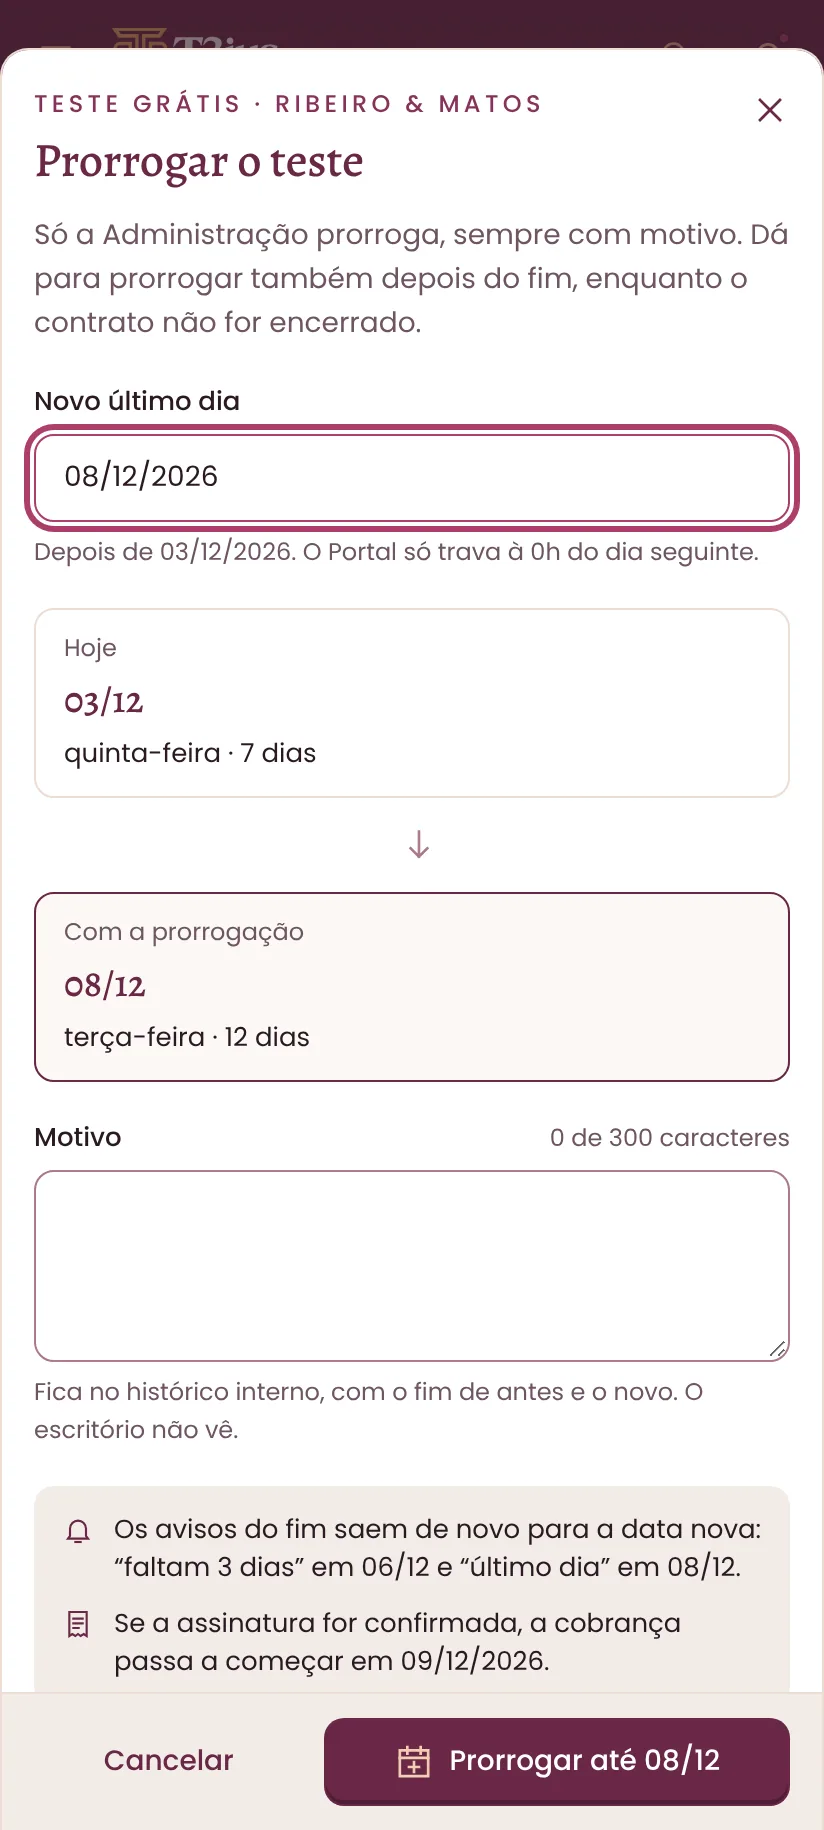 TESTE GRÁTIS · RIBEIRO & MATOS
Prorrogar o teste
Só a Administração prorroga, sempre com motivo. Dá
para prorrogar também depois do fim, enquanto o
contrato não for encerrado.
Novo último dia
08/12/2026
Depois de 03/12/2026. O Portal só trava à 0h do dia seguinte.
Hoje
03/12
quinta-feira · 7 dias
Com a prorrogação
08/12
terça-feira · 12 dias
Motivo
0 de 300 caracteres
Fica no histórico interno, com o fim de antes e o novo. O
escritório não vê.
Os avisos do fim saem de novo para a data nova:
“faltam 3 dias” em 06/12 e “último dia” em 08/12.
Se a assinatura for confirmada, a cobrança
passa a começar em 09/12/2026.
Cancelar
Prorrogar até 08/12